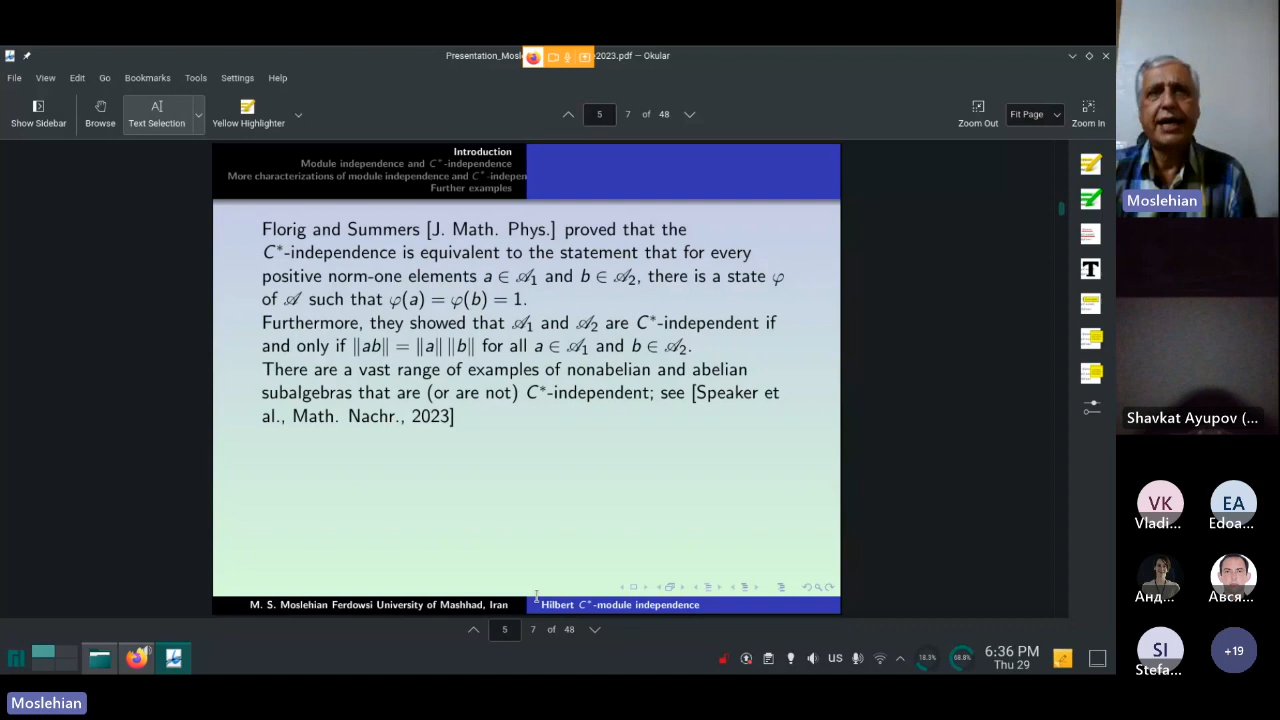 Presentation_Mosl
2023.pdf — Okular
File View Edit Go Bookmarks Tools Settings Help
Show Sidebar Browse Text Selection Yellow Highlighter
5 7 of 48
Zoom Out Fit Page Zoom In
Introduction
Module independence and C*-independence
More characterizations of module independence and C*-indepen
Further examples
Florig and Summers [J. Math. Phys.] proved that the
C*-independence is equivalent to the statement that for every
positive norm-one elements a ∈ 𝒜₁ and b ∈ 𝒜₂, there is a state φ
of 𝒜 such that φ(a) = φ(b) = 1.
Furthermore, they showed that 𝒜₁ and 𝒜₂ are C*-independent if
and only if ‖ab‖ = ‖a‖ ‖b‖ for all a ∈ 𝒜₁ and b ∈ 𝒜₂.
There are a vast range of examples of nonabelian and abelian
subalgebras that are (or are not) C*-independent; see [Speaker et
al., Math. Nachr., 2023]
M. S. Moslehian Ferdowsi University of Mashhad, Iran
Hilbert C*-module independence
5 7 of 48
18.3% 68.8%
US
6:36 PM
Thu 29
Moslehian
Moslehian
Shavkat Ayupov (...
VK
Vladi...
EA
Edoa...
Анд...
Ався...
SI
Stefa...
+19